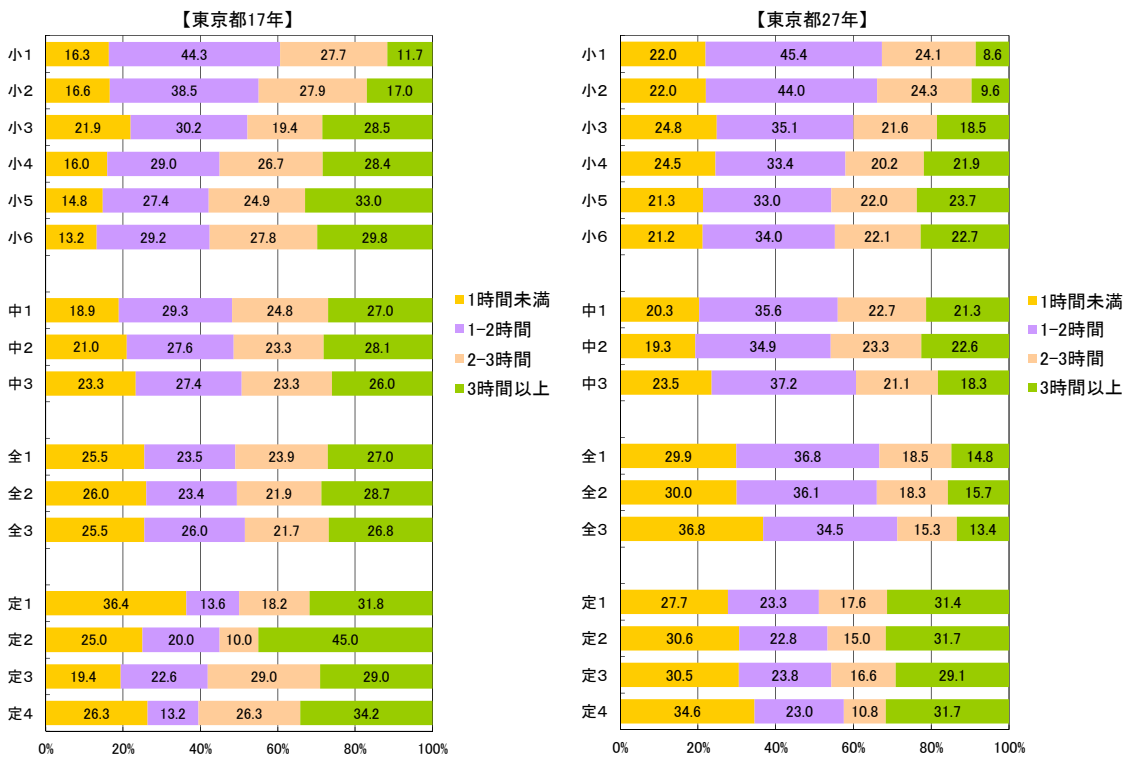 【東京都17年】
小1 16.3 44.3 27.7 11.7
小2 16.6 38.5 27.9 17.0
小3 21.9 30.2 19.4 28.5
小4 16.0 29.0 26.7 28.4
小5 14.8 27.4 24.9 33.0
小6 13.2 29.2 27.8 29.8
中1 18.9 29.3 24.8 27.0
中2 21.0 27.6 23.3 28.1
中3 23.3 27.4 23.3 26.0
全1 25.5 23.5 23.9 27.0
全2 26.0 23.4 21.9 28.7
全3 25.5 26.0 21.7 26.8
定1 36.4 13.6 18.2 31.8
定2 25.0 20.0 10.0 45.0
定3 19.4 22.6 29.0 29.0
定4 26.3 13.2 26.3 34.2
0% 20% 40% 60% 80% 100%
1時間未満
1-2時間
2-3時間
3時間以上
【東京都27年】
小1 22.0 45.4 24.1 8.6
小2 22.0 44.0 24.3 9.6
小3 24.8 35.1 21.6 18.5
小4 24.5 33.4 20.2 21.9
小5 21.3 33.0 22.0 23.7
小6 21.2 34.0 22.1 22.7
中1 20.3 35.6 22.7 21.3
中2 19.3 34.9 23.3 22.6
中3 23.5 37.2 21.1 18.3
全1 29.9 36.8 18.5 14.8
全2 30.0 36.1 18.3 15.7
全3 36.8 34.5 15.3 13.4
定1 27.7 23.3 17.6 31.4
定2 30.6 22.8 15.0 31.7
定3 30.5 23.8 16.6 29.1
定4 34.6 23.0 10.8 31.7
0% 20% 40% 60% 80% 100%
1時間未満
1-2時間
2-3時間
3時間以上